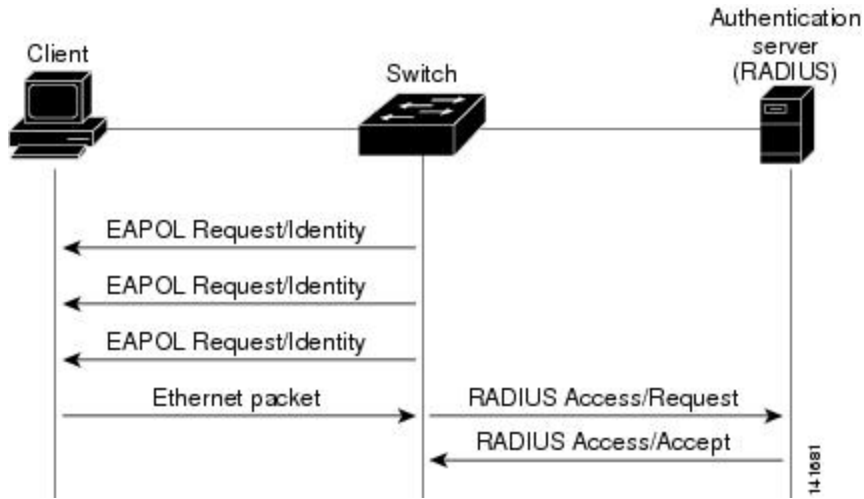 Client
Switch
Authentication
server
(RADIUS)
EAPOL Request/Identity
EAPOL Request/Identity
EAPOL Request/Identity
Ethernet packet
RADIUS Access/Request
RADIUS Access/Accept
141681